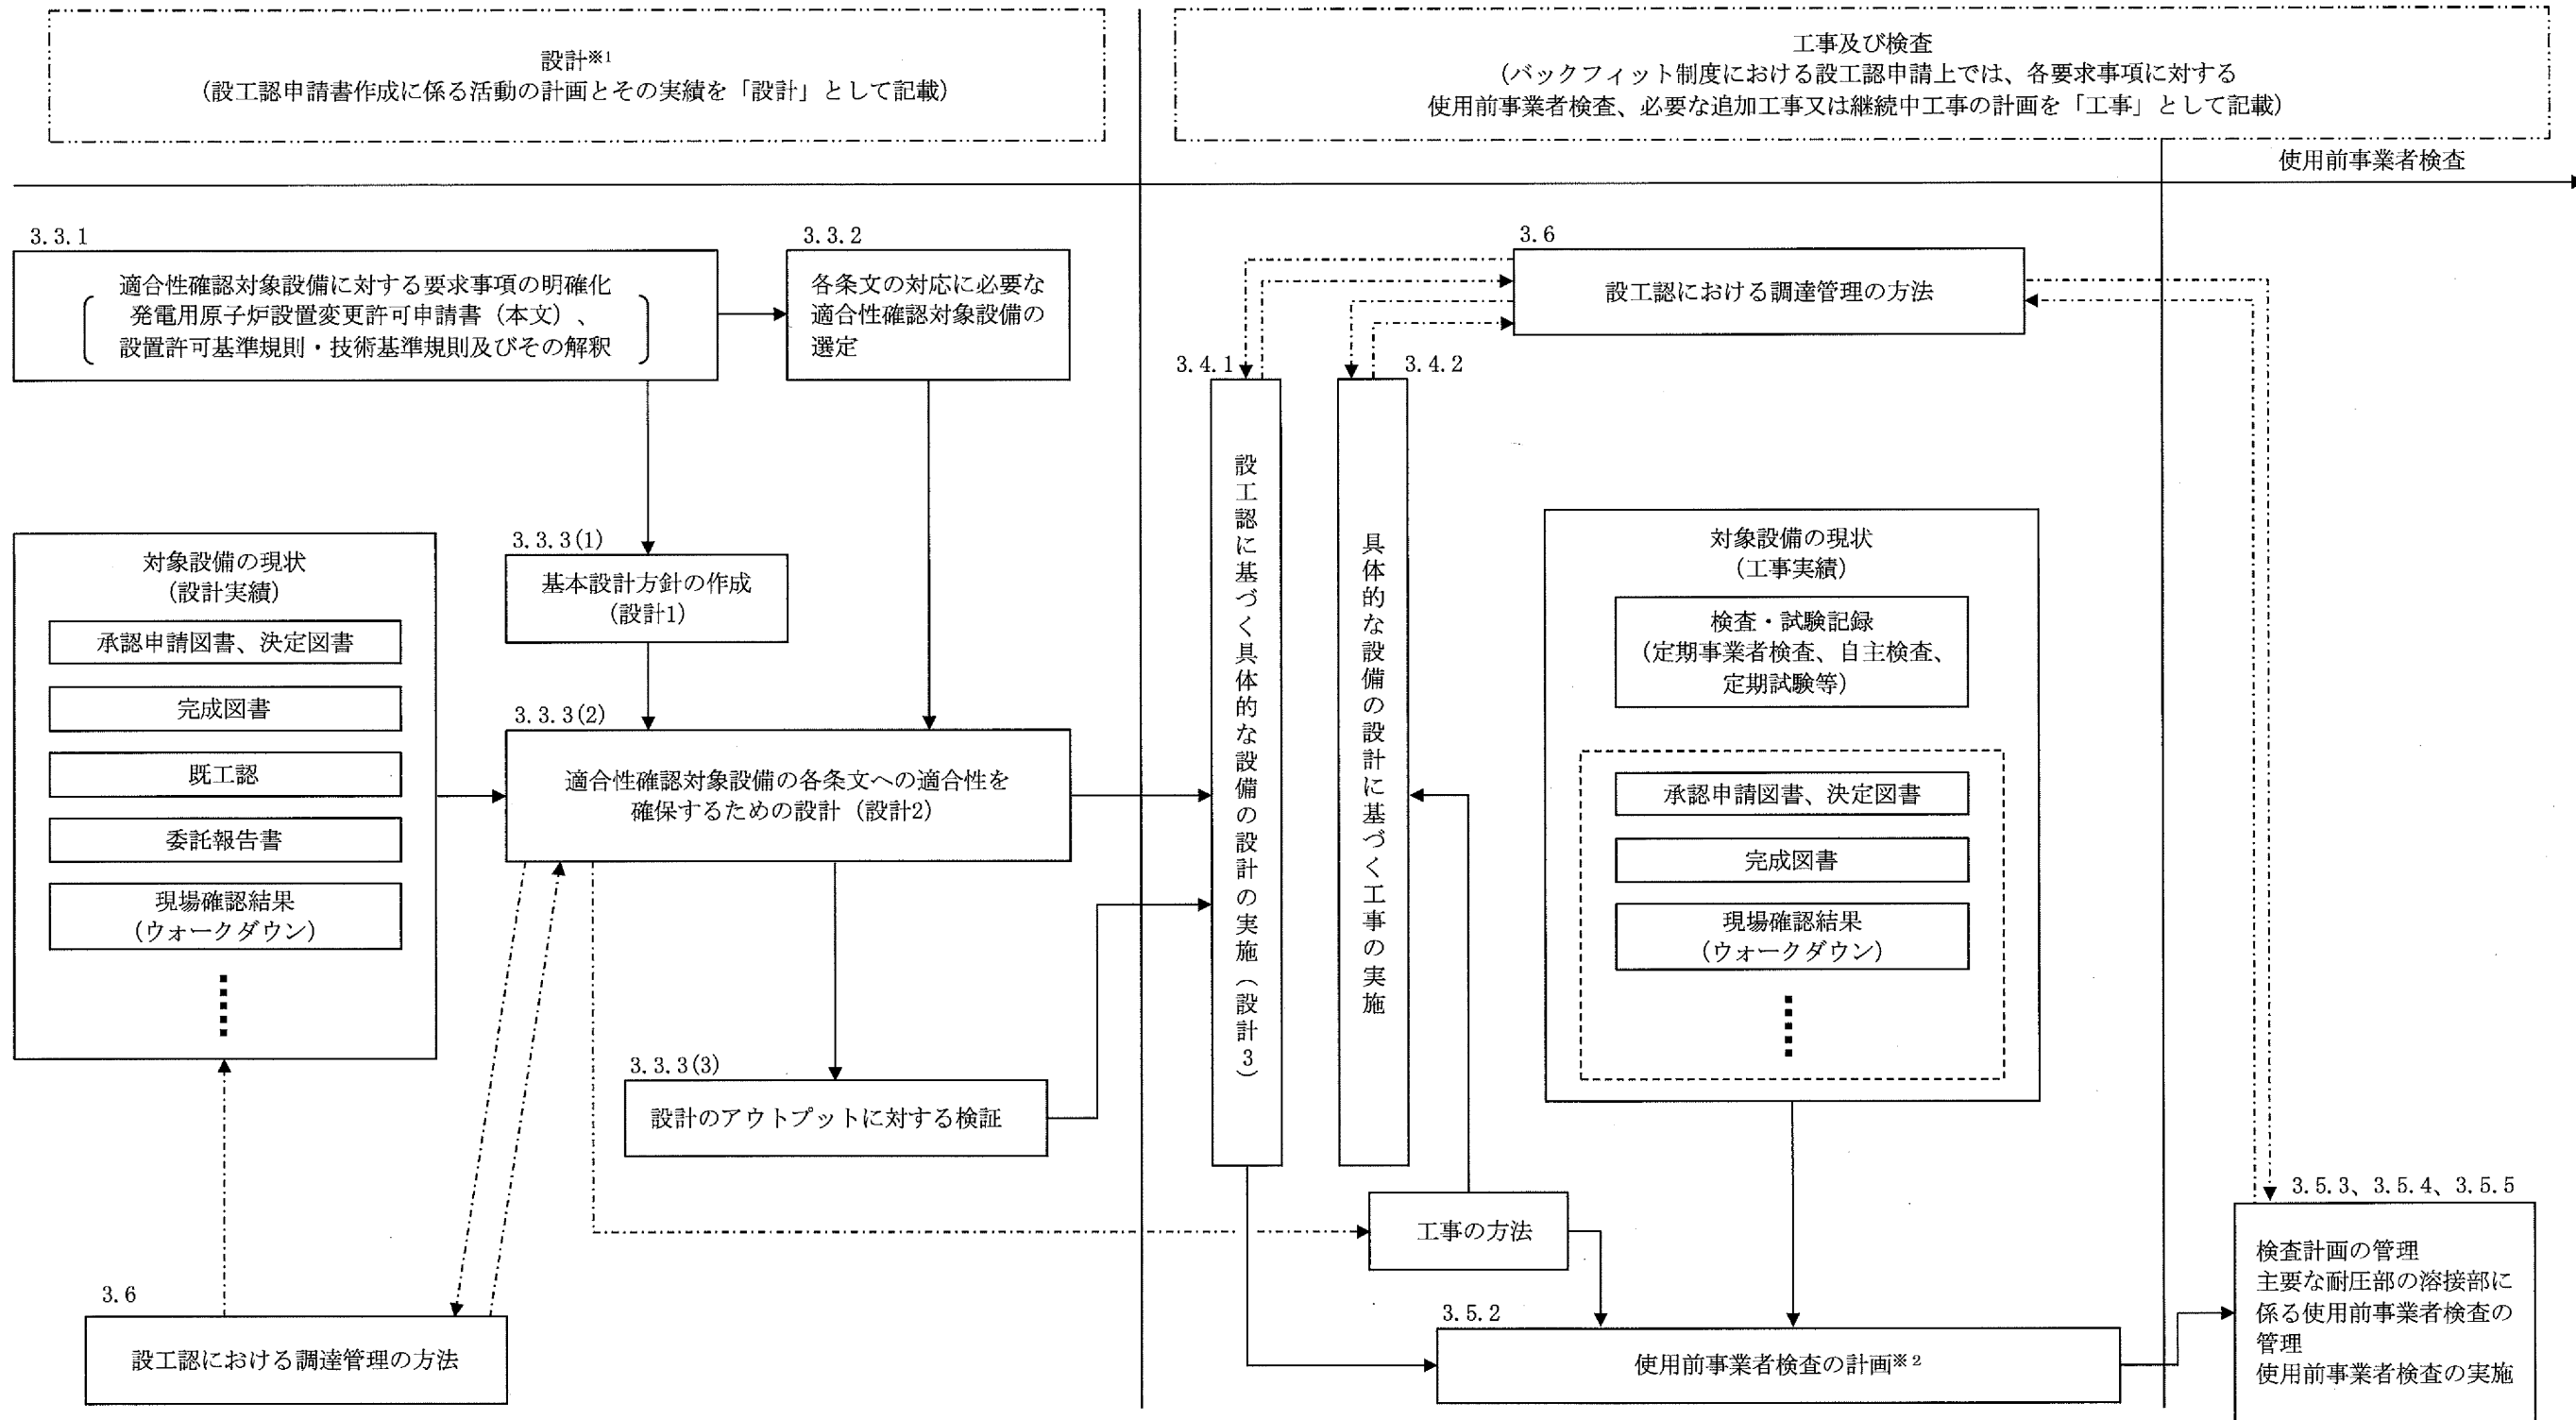 設計※1
(設工認申請書作成に係る活動の計画とその実績を「設計」として記載)
工事及び検査
(バックフィット制度における設工認申請上では、各要求事項に対する
使用前事業者検査、必要な追加工事又は継続中工事の計画を「工事」として記載)
使用前事業者検査
3.3.1
適合性確認対象設備に対する要求事項の明確化
発電用原子炉設置変更許可申請書(本文)、
設置許可基準規則・技術基準規則及びその解釈
3.3.2
各条文の対応に必要な
適合性確認対象設備の
選定
対象設備の現状
(設計実績)
承認申請図書、決定図書
完成図書
既工認
委託報告書
現場確認結果
(ウォークダウン)
3.3.3(1)
基本設計方針の作成
(設計1)
3.3.3(2)
適合性確認対象設備の各条文への適合性を
確保するための設計(設計2)
3.3.3(3)
設計のアウトプットに対する検証
3.6
設工認における調達管理の方法
3.6
設工認における調達管理の方法
3.4.1
設工認に基づく具体的な設備の設計の実施(設計3)
3.4.2
具体的な設備の設計に基づく工事の実施
対象設備の現状
(工事実績)
検査・試験記録
(定期事業者検査、自主検査、
定期試験等)
承認申請図書、決定図書
完成図書
現場確認結果
(ウォークダウン)
工事の方法
3.5.2
使用前事業者検査の計画※2
3.5.3、3.5.4、3.5.5
検査計画の管理
主要な耐圧部の溶接部に
係る使用前事業者検査の
管理
使用前事業者検査の実施